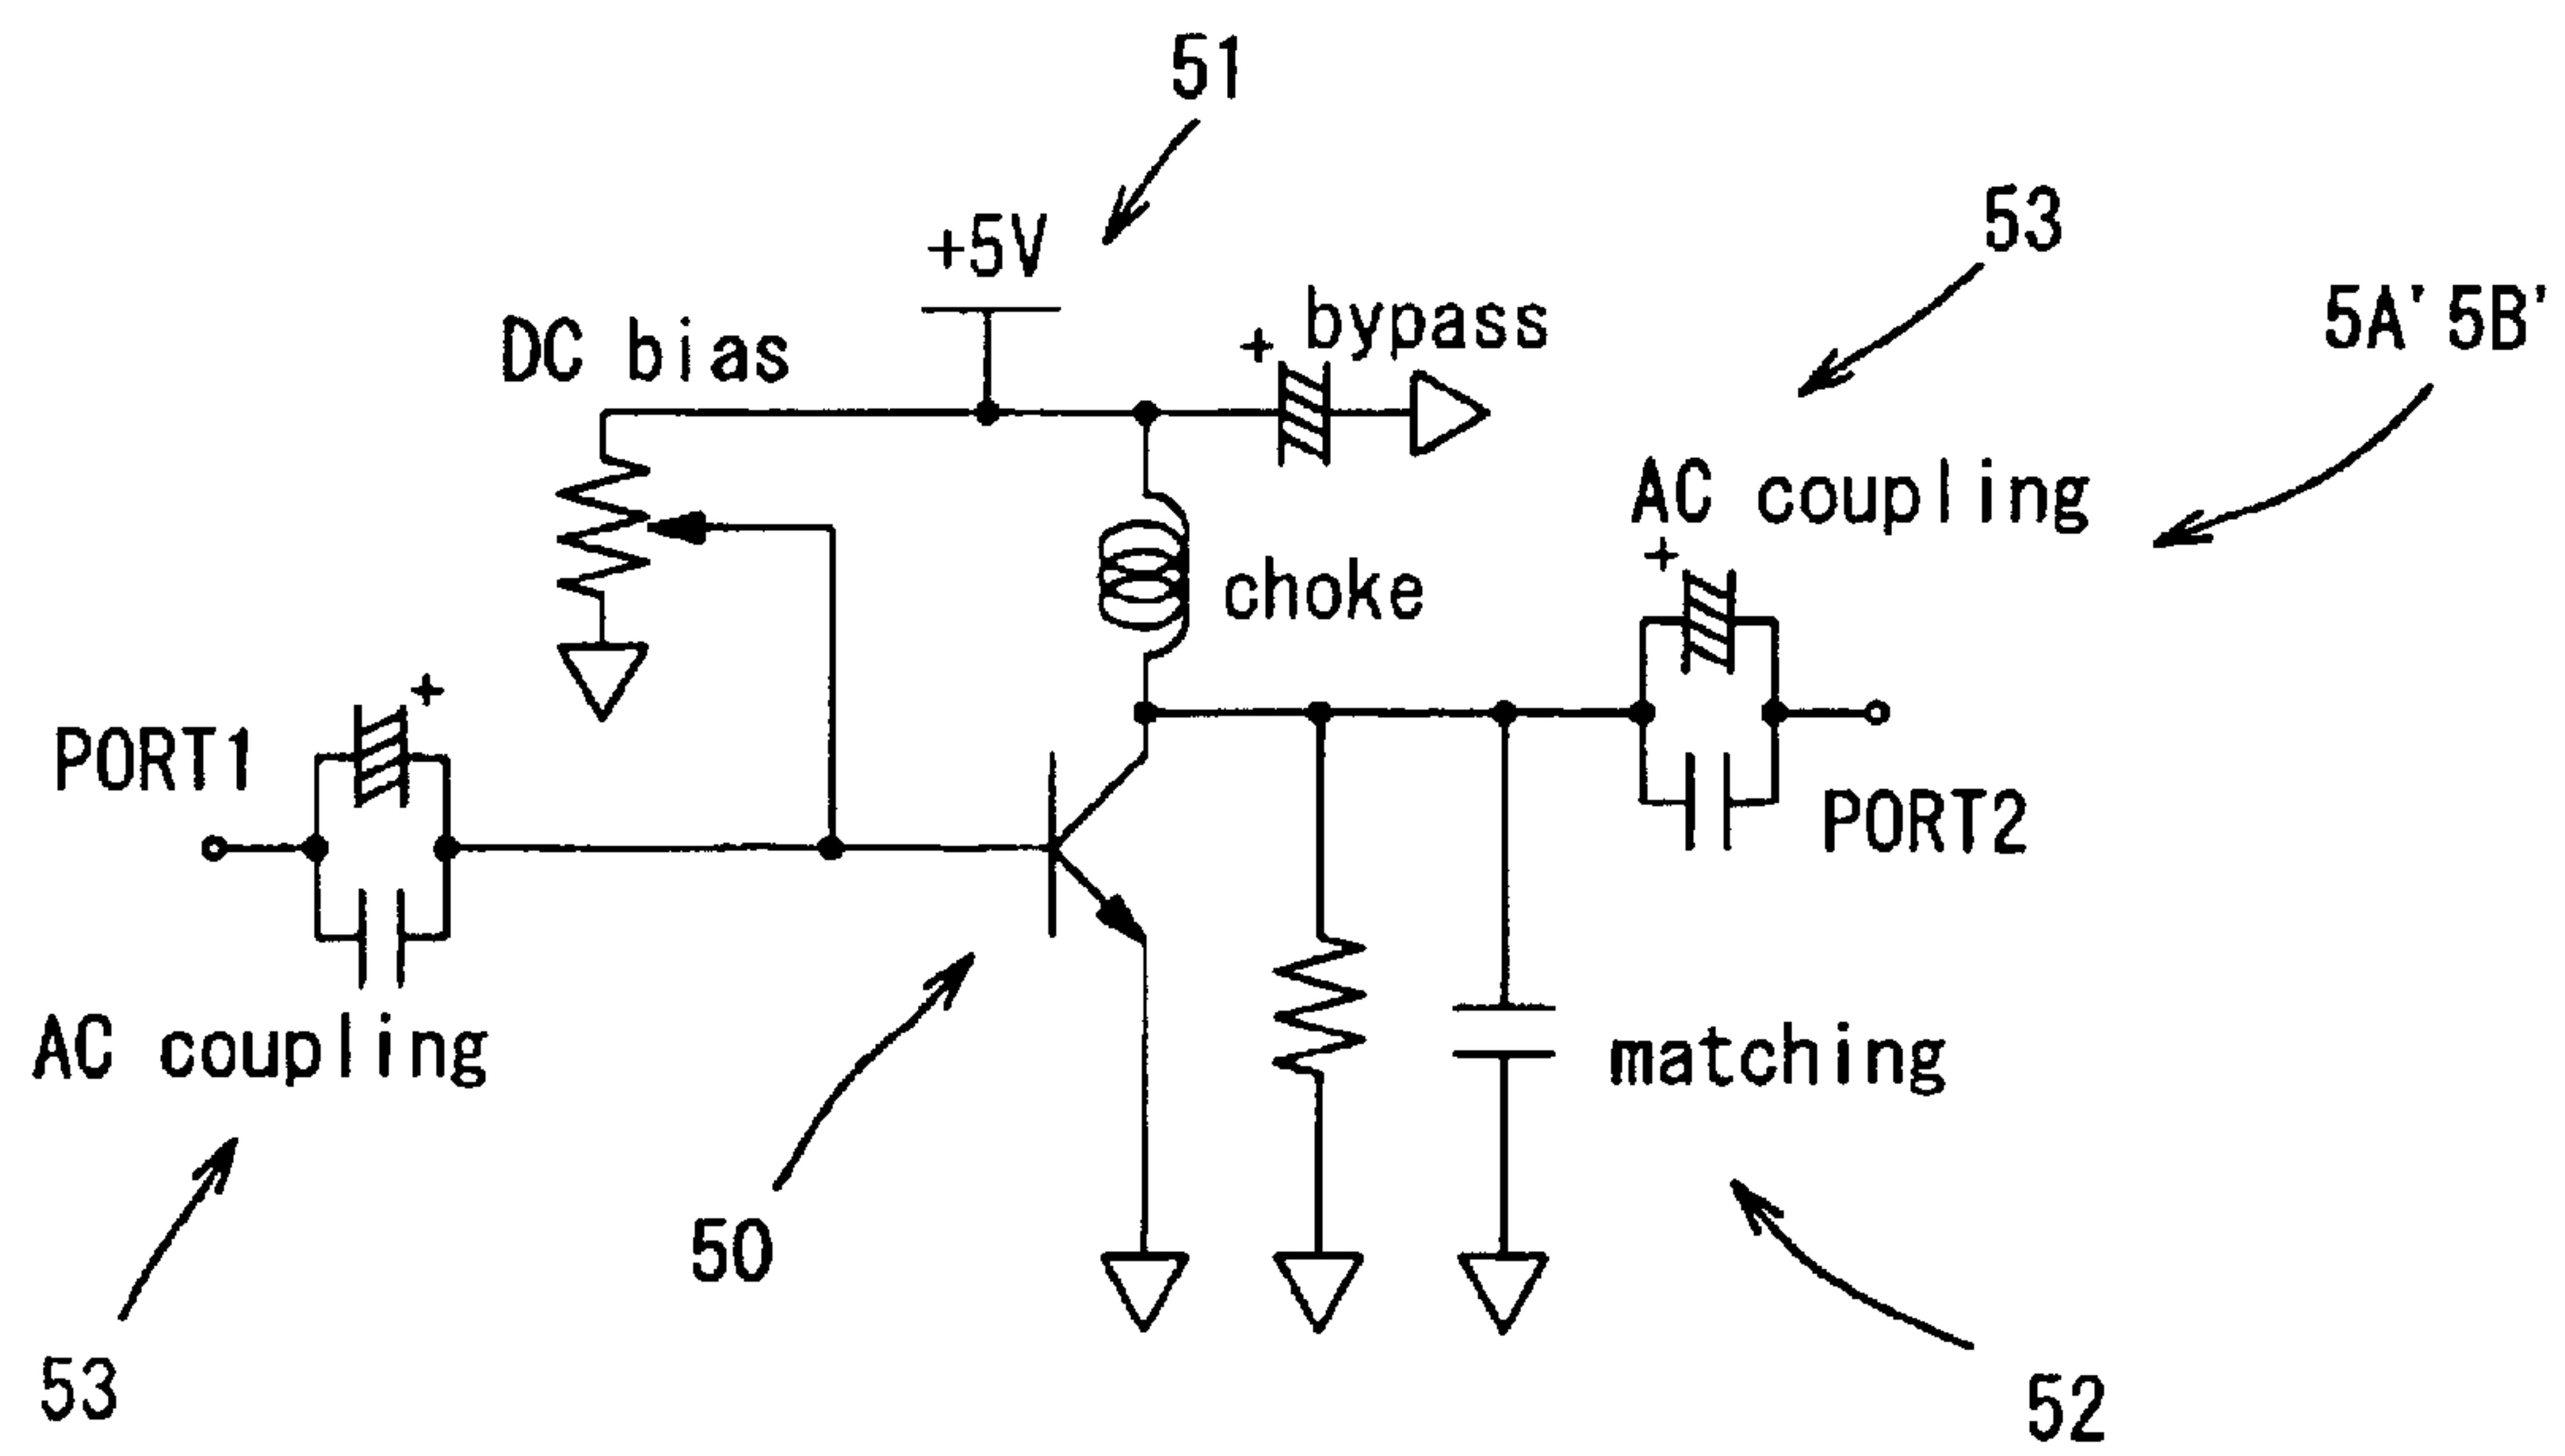 51
53
+5V
5A' 5B'
DC bias
+ bypass
AC coupling
+
choke
+
PORT1
PORT2
AC coupling
matching
50
53
52